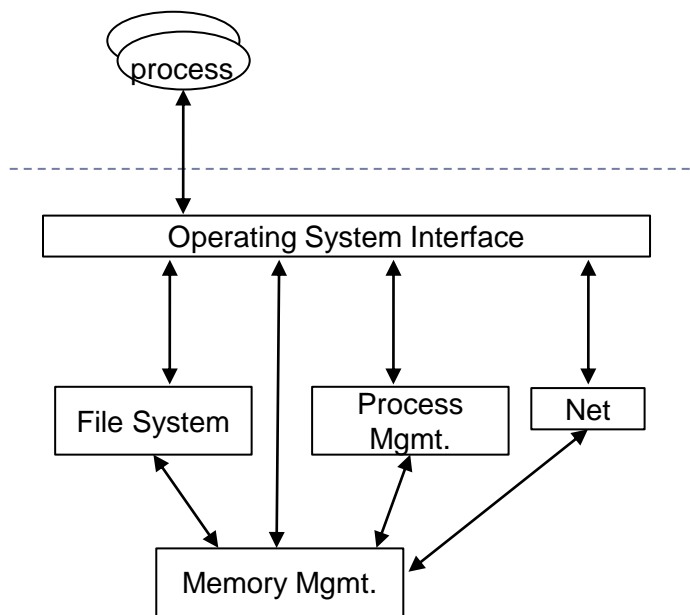 process
Operating System Interface
File System
Process
Mgmt.
Net
Memory Mgmt.